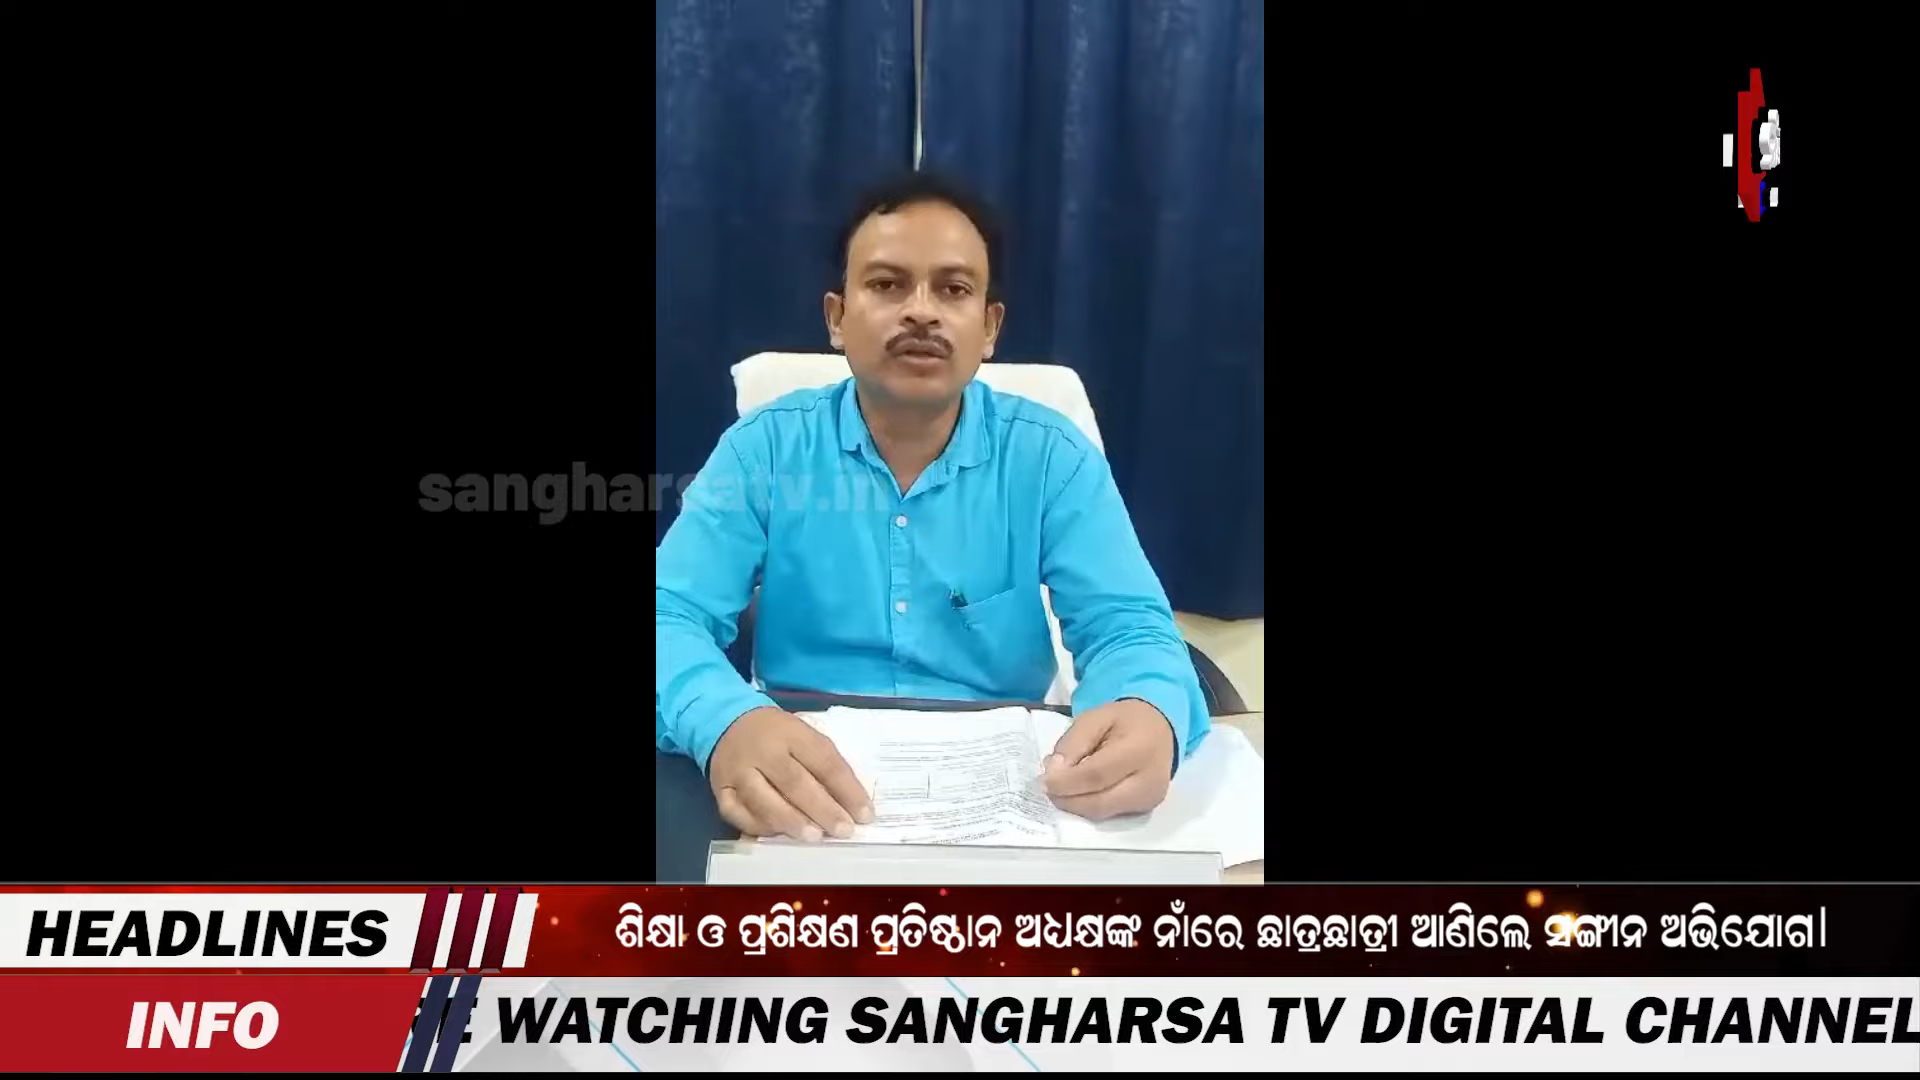 sangharsatv.in
HEADLINES
ଶିକ୍ଷା ଓ ପ୍ରଶିକ୍ଷଣ ପ୍ରତିଷ୍ଠାନ ଅଧ୍ୟକ୍ଷଙ୍କ ନାଁରେ ଛାତ୍ରଛାତ୍ରୀ ଆଣିଲେ ସଙ୍ଗୀନ ଅଭିଯୋଗ।
INFO
WATCHING SANGHARSA TV DIGITAL CHANNEL